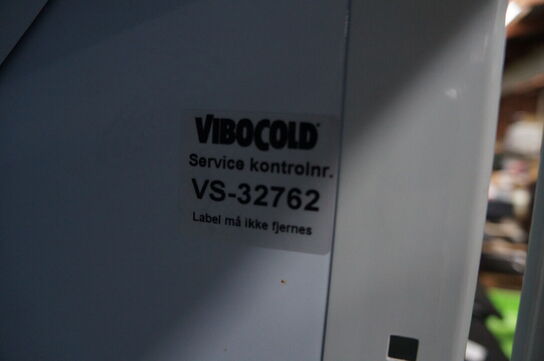 VIBOCOLD
Service kontrolnr.
VS-32762
Label må ikke fjernes